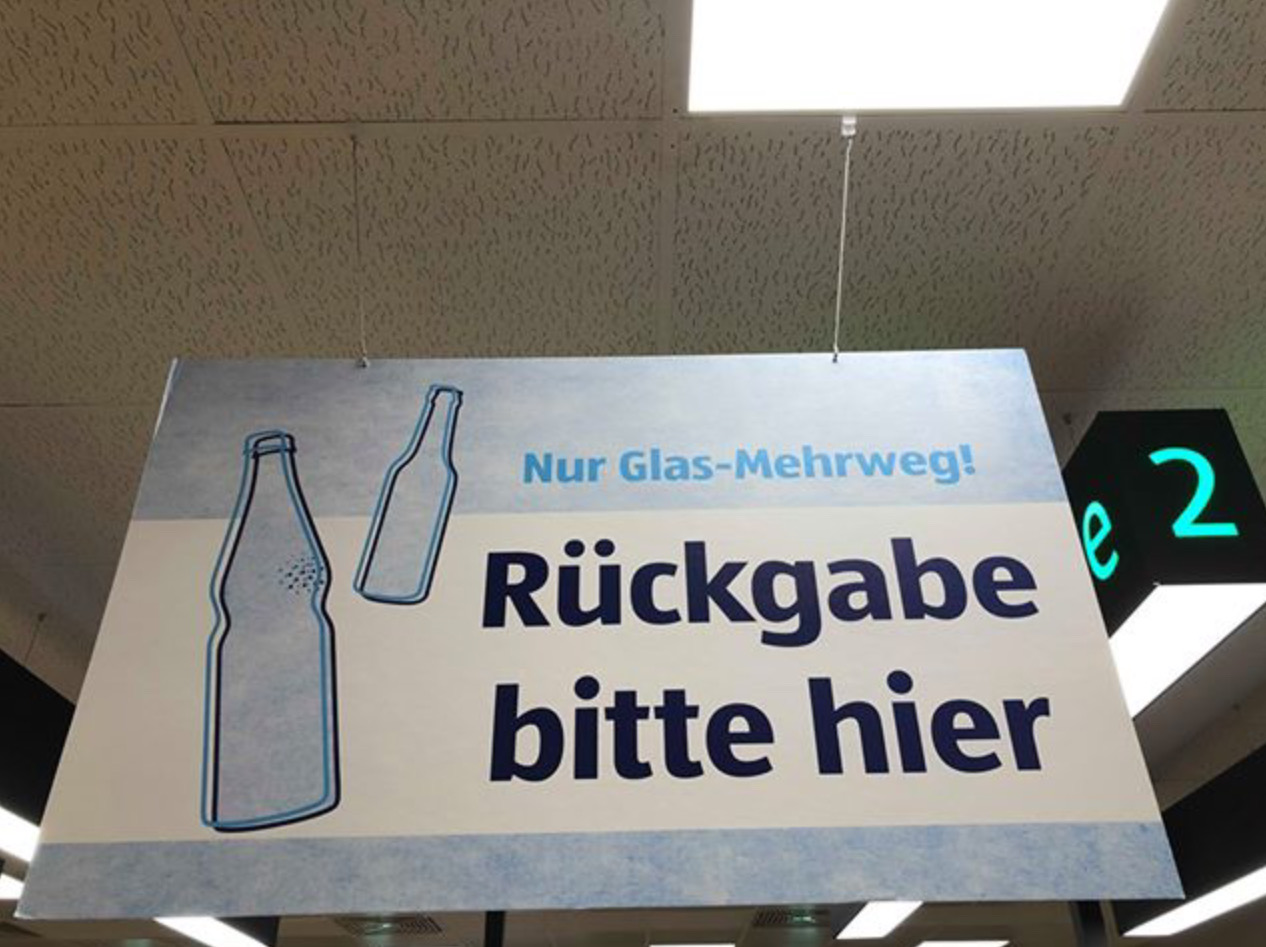 Nur Glas-Mehrweg!
Rückgabe
bitte hier
e 2